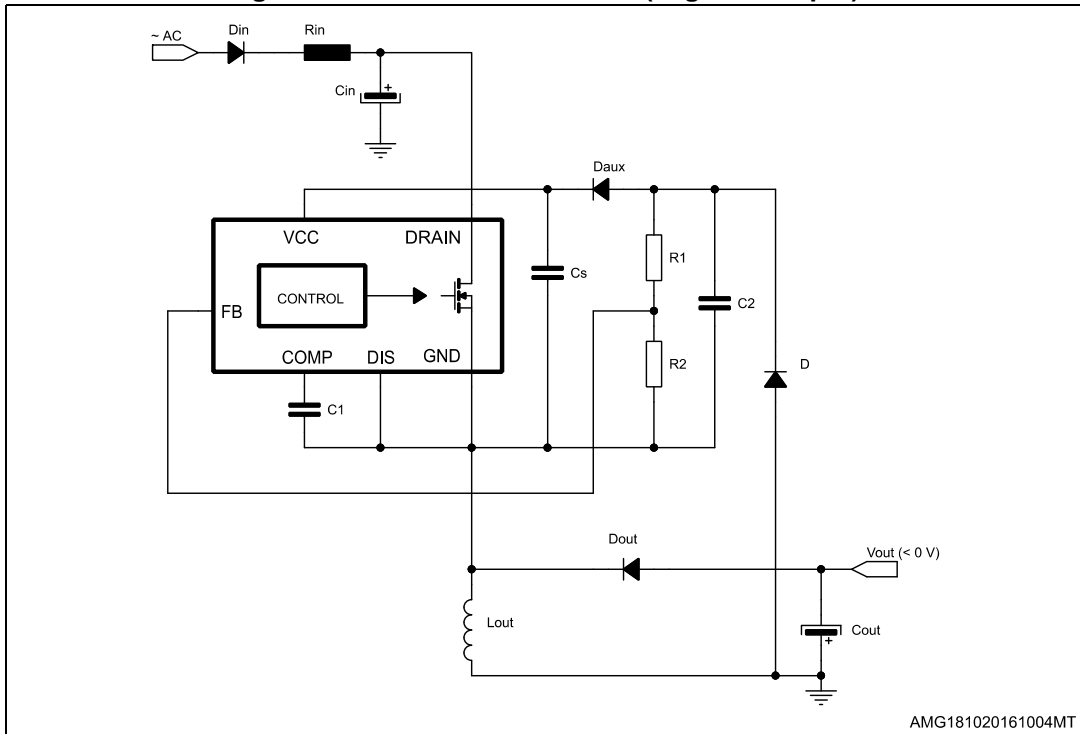 ~ AC
Din
Rin
Cin
+
Daux
VCC
DRAIN
Cs
R1
C2
CONTROL
FB
R2
D
COMP
DIS
GND
C1
Dout
Vout (< 0 V)
Lout
Cout
+
AMG181020161004MT